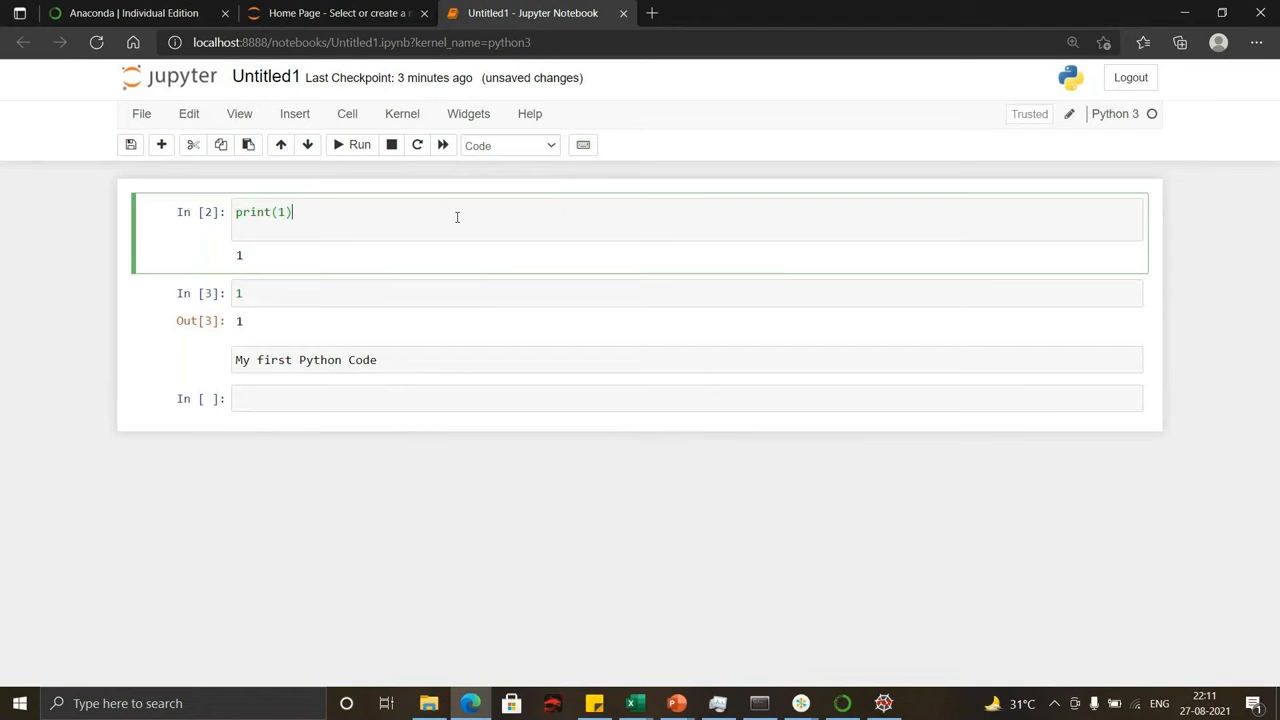 Anaconda | Individual Edition
Home Page - Select or create a n
Untitled1 - Jupyter Notebook
localhost:8888/notebooks/Untitled1.ipynb?kernel_name=python3
jupyter Untitled1 Last Checkpoint: 3 minutes ago (unsaved changes)
Logout
File Edit View Insert Cell Kernel Widgets Help
Trusted
Python 3
Run
Code
In [2]: print(1)
1
In [3]: 1
Out[3]: 1
My first Python Code
In [ ]:
Type here to search
31°C
ENG
22:11
27-08-2021
1